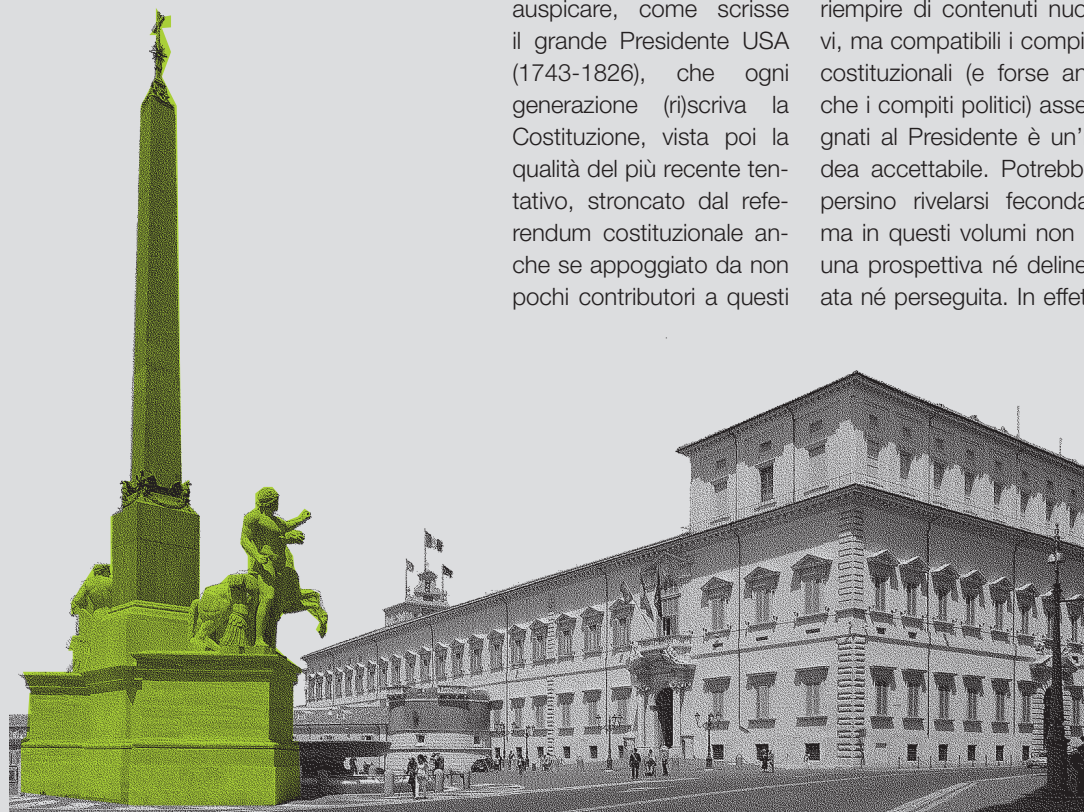 auspicare, come scrisse
il grande Presidente USA
(1743-1826), che ogni
generazione (ri)scriva la
Costituzione, vista poi la
qualità del più recente ten-
tativo, stroncato dal refe-
rendum costituzionale an-
che se appoggiato da non
pochi contributori a questi
riempire di contenuti nuo
vi, ma compatibili i compi
costituzionali (e forse an
che i compiti politici) asse
gnati al Presidente è un'
dea accettabile. Potrebb
persino rivelarsi feconda
ma in questi volumi non
una prospettiva né deline
ata né perseguita. In effet